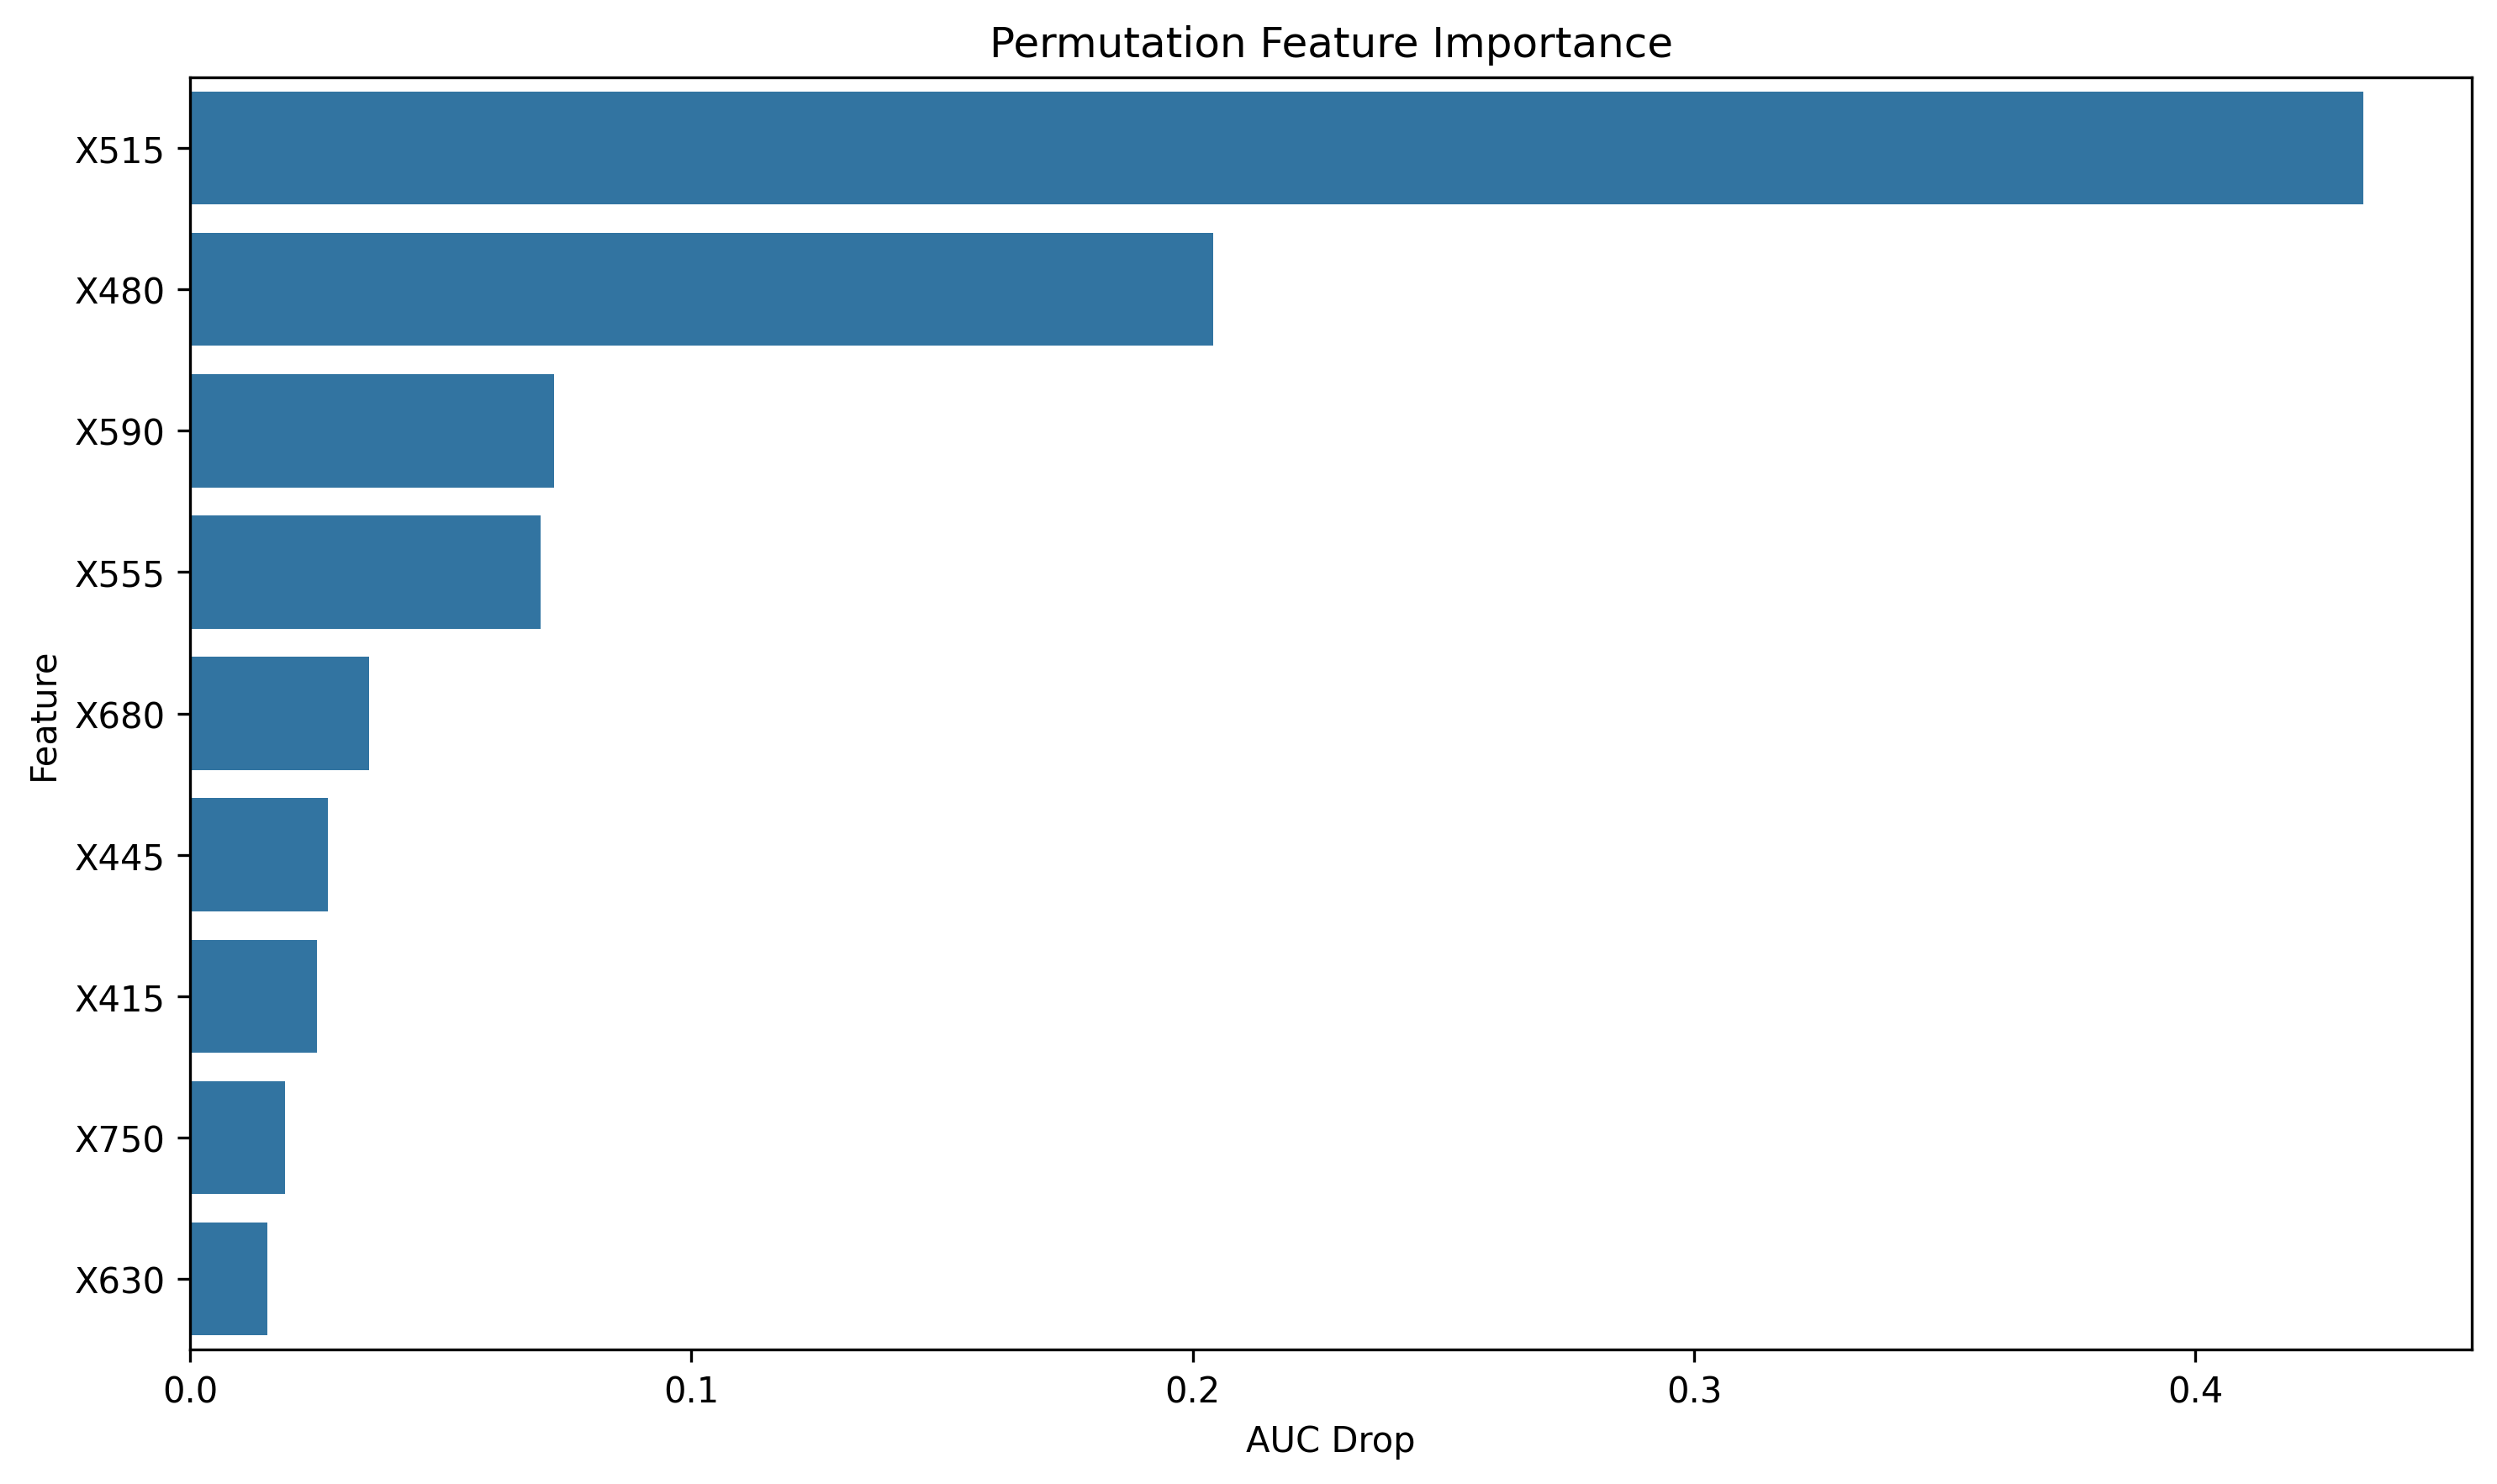 Permutation Feature Importance
X515
X480
X590
X555
X680
X445
X415
X750
X630
Feature
0.0 0.1 0.2 0.3 0.4
AUC Drop